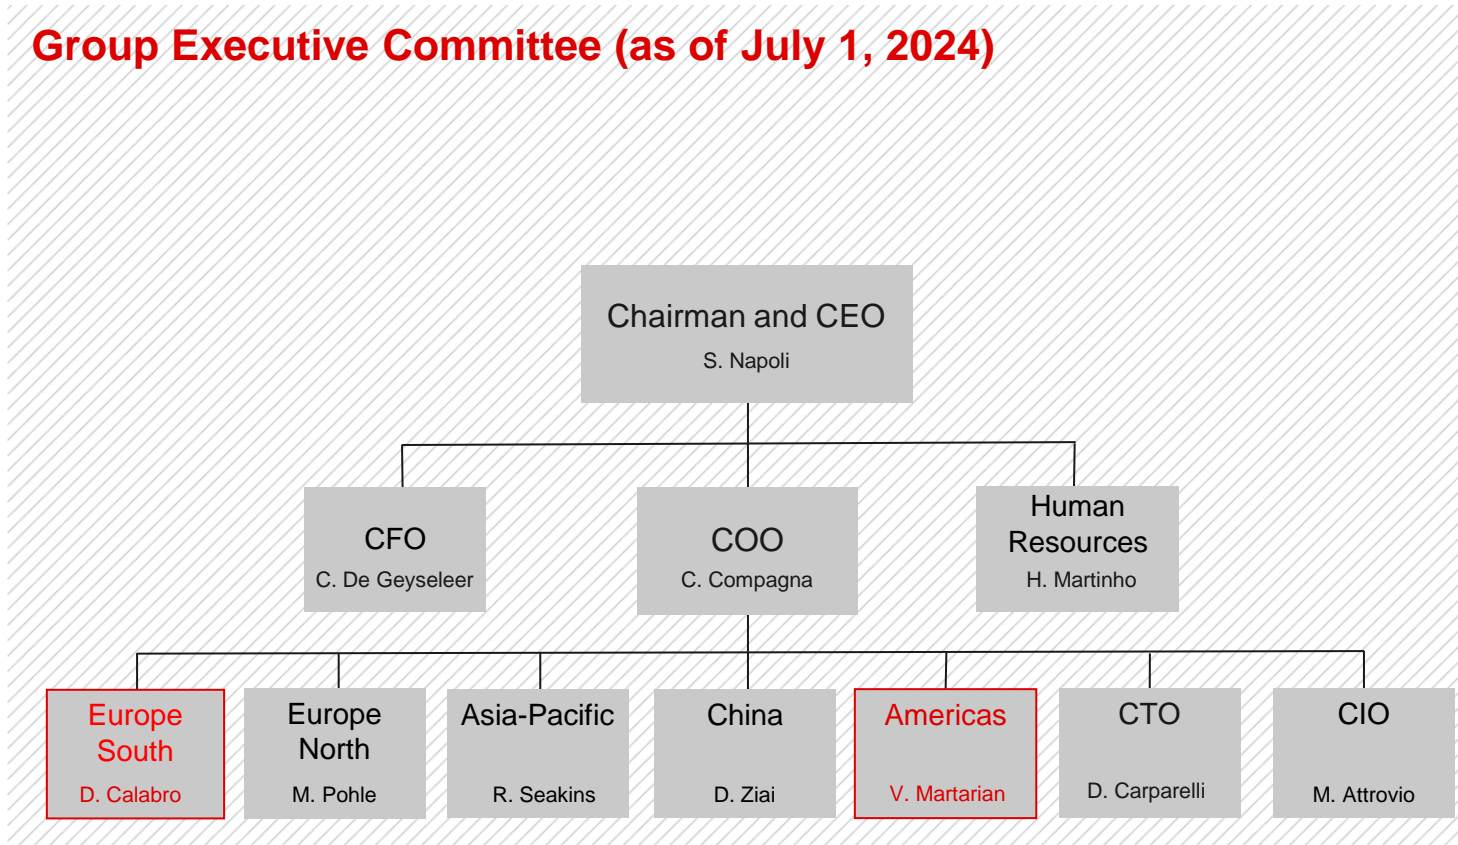 Group Executive Committee (as of July 1, 2024)
Chairman and CEO
S. Napoli
CFO
C. De Geyseleer
COO
C. Compagna
Human
Resources
H. Martinho
Europe
South
D. Calabro
Europe
North
M. Pohle
Asia-Pacific
R. Seakins
China
D. Ziai
Americas
V. Martarian
CTO
D. Carparelli
CIO
M. Attrovio